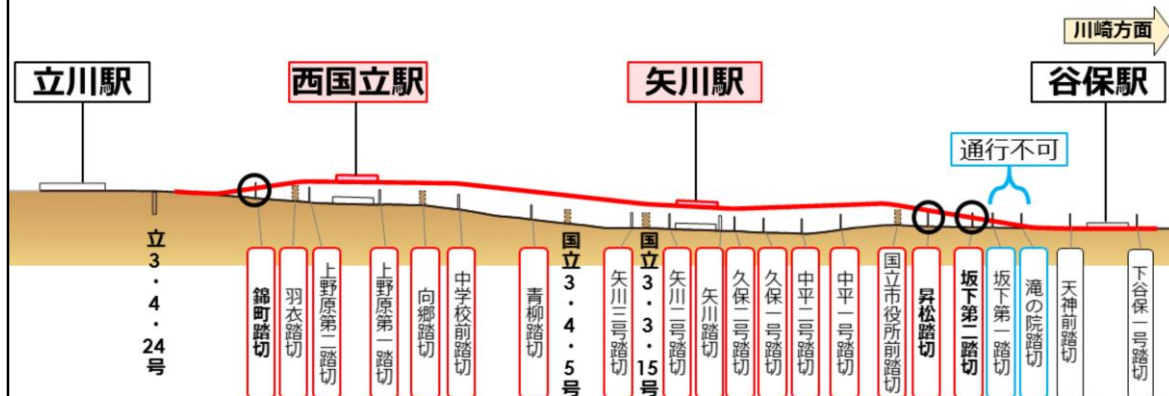 川崎方面
立川駅
西国立駅
矢川駅
谷保駅
通行不可
立3・4・24号
錦町踏切
羽衣踏切
上野原第二踏切
上野原第一踏切
向郷踏切
中学校前踏切
青柳踏切
国立3・4・5号
矢川三号踏切
国立3・3・15号
矢川二号踏切
矢川踏切
久保二号踏切
久保一号踏切
中平二号踏切
中平一号踏切
国立市役所前踏切
昇松踏切
坂下第二踏切
坂下第一踏切
滝の院踏切
天神前踏切
下谷保一号踏切